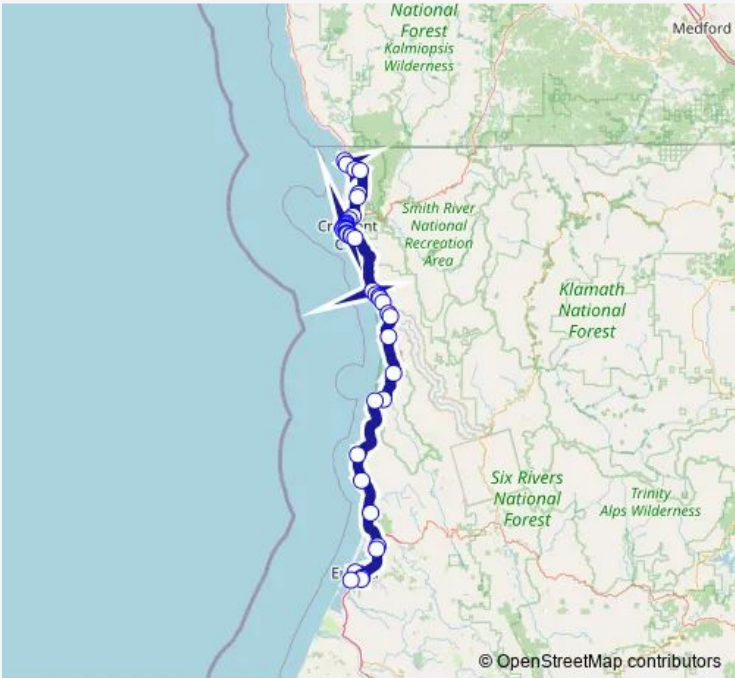 National
Forest
Kalmiopsis
Wilderness
Medford
Smith River
National
Recreation
Area
Klamath
National
Forest
Six Rivers
National
Forest
Trinity
Alps Wilderness
© OpenStreetMap contributors